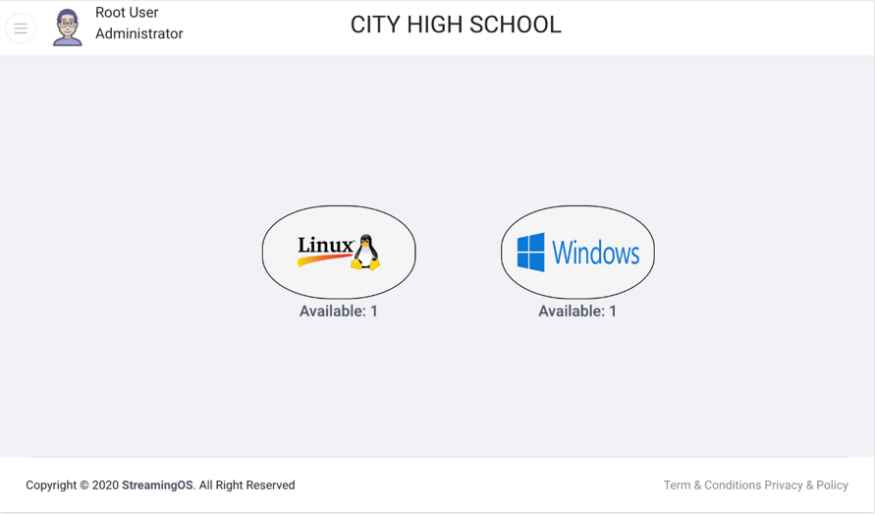 Root User
Administrator
CITY HIGH SCHOOL
Linux
Windows
Available: 1
Available: 1
Copyright © 2020 StreamingOS. All Right Reserved
Term & Conditions Privacy & Policy